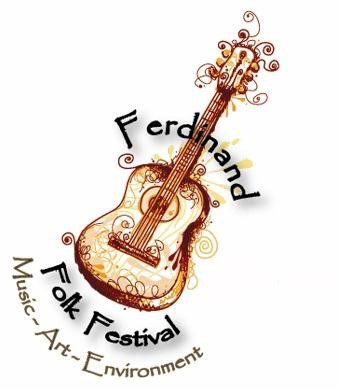 Ferdinand
Folk Festival
Music - Art - Environment